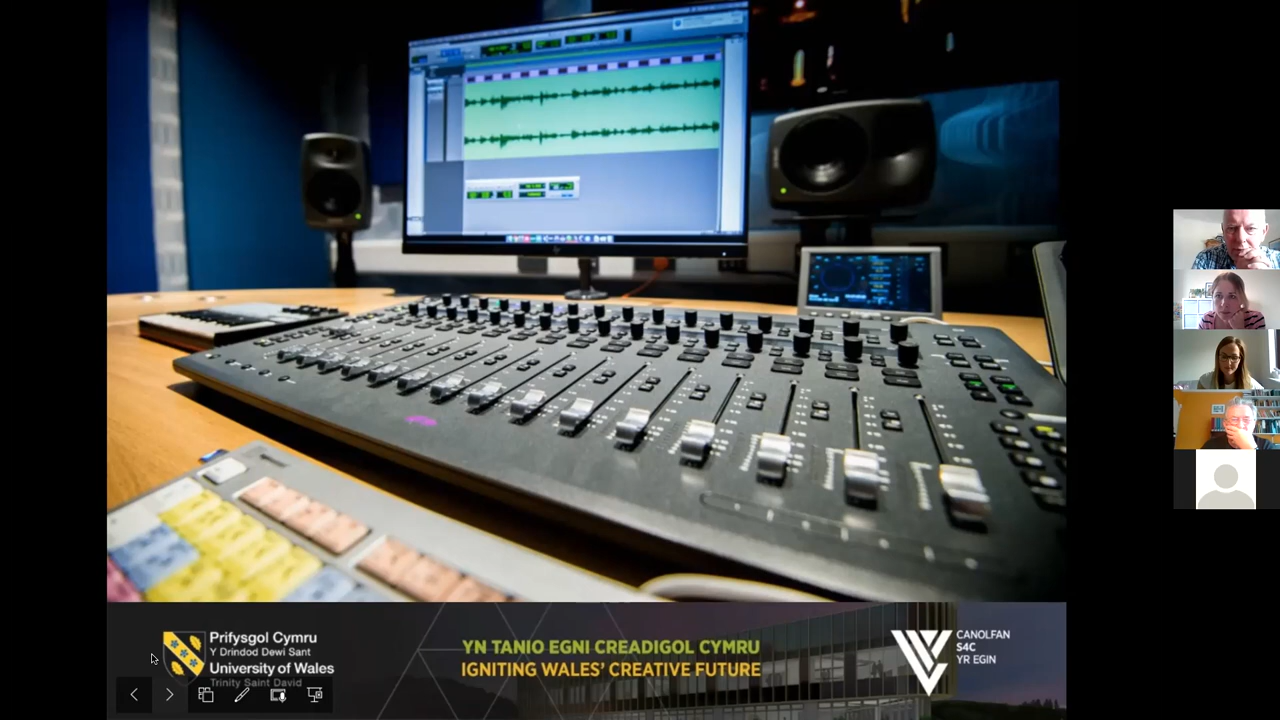 Prifysgol Cymru
Y Drindod Dewi Sant
University of Wales
Trinity Saint David
YN TANIO EGNI CREADIGOL CYMRU
IGNITING WALES' CREATIVE FUTURE
CANOLFAN
S4C
YR EGIN